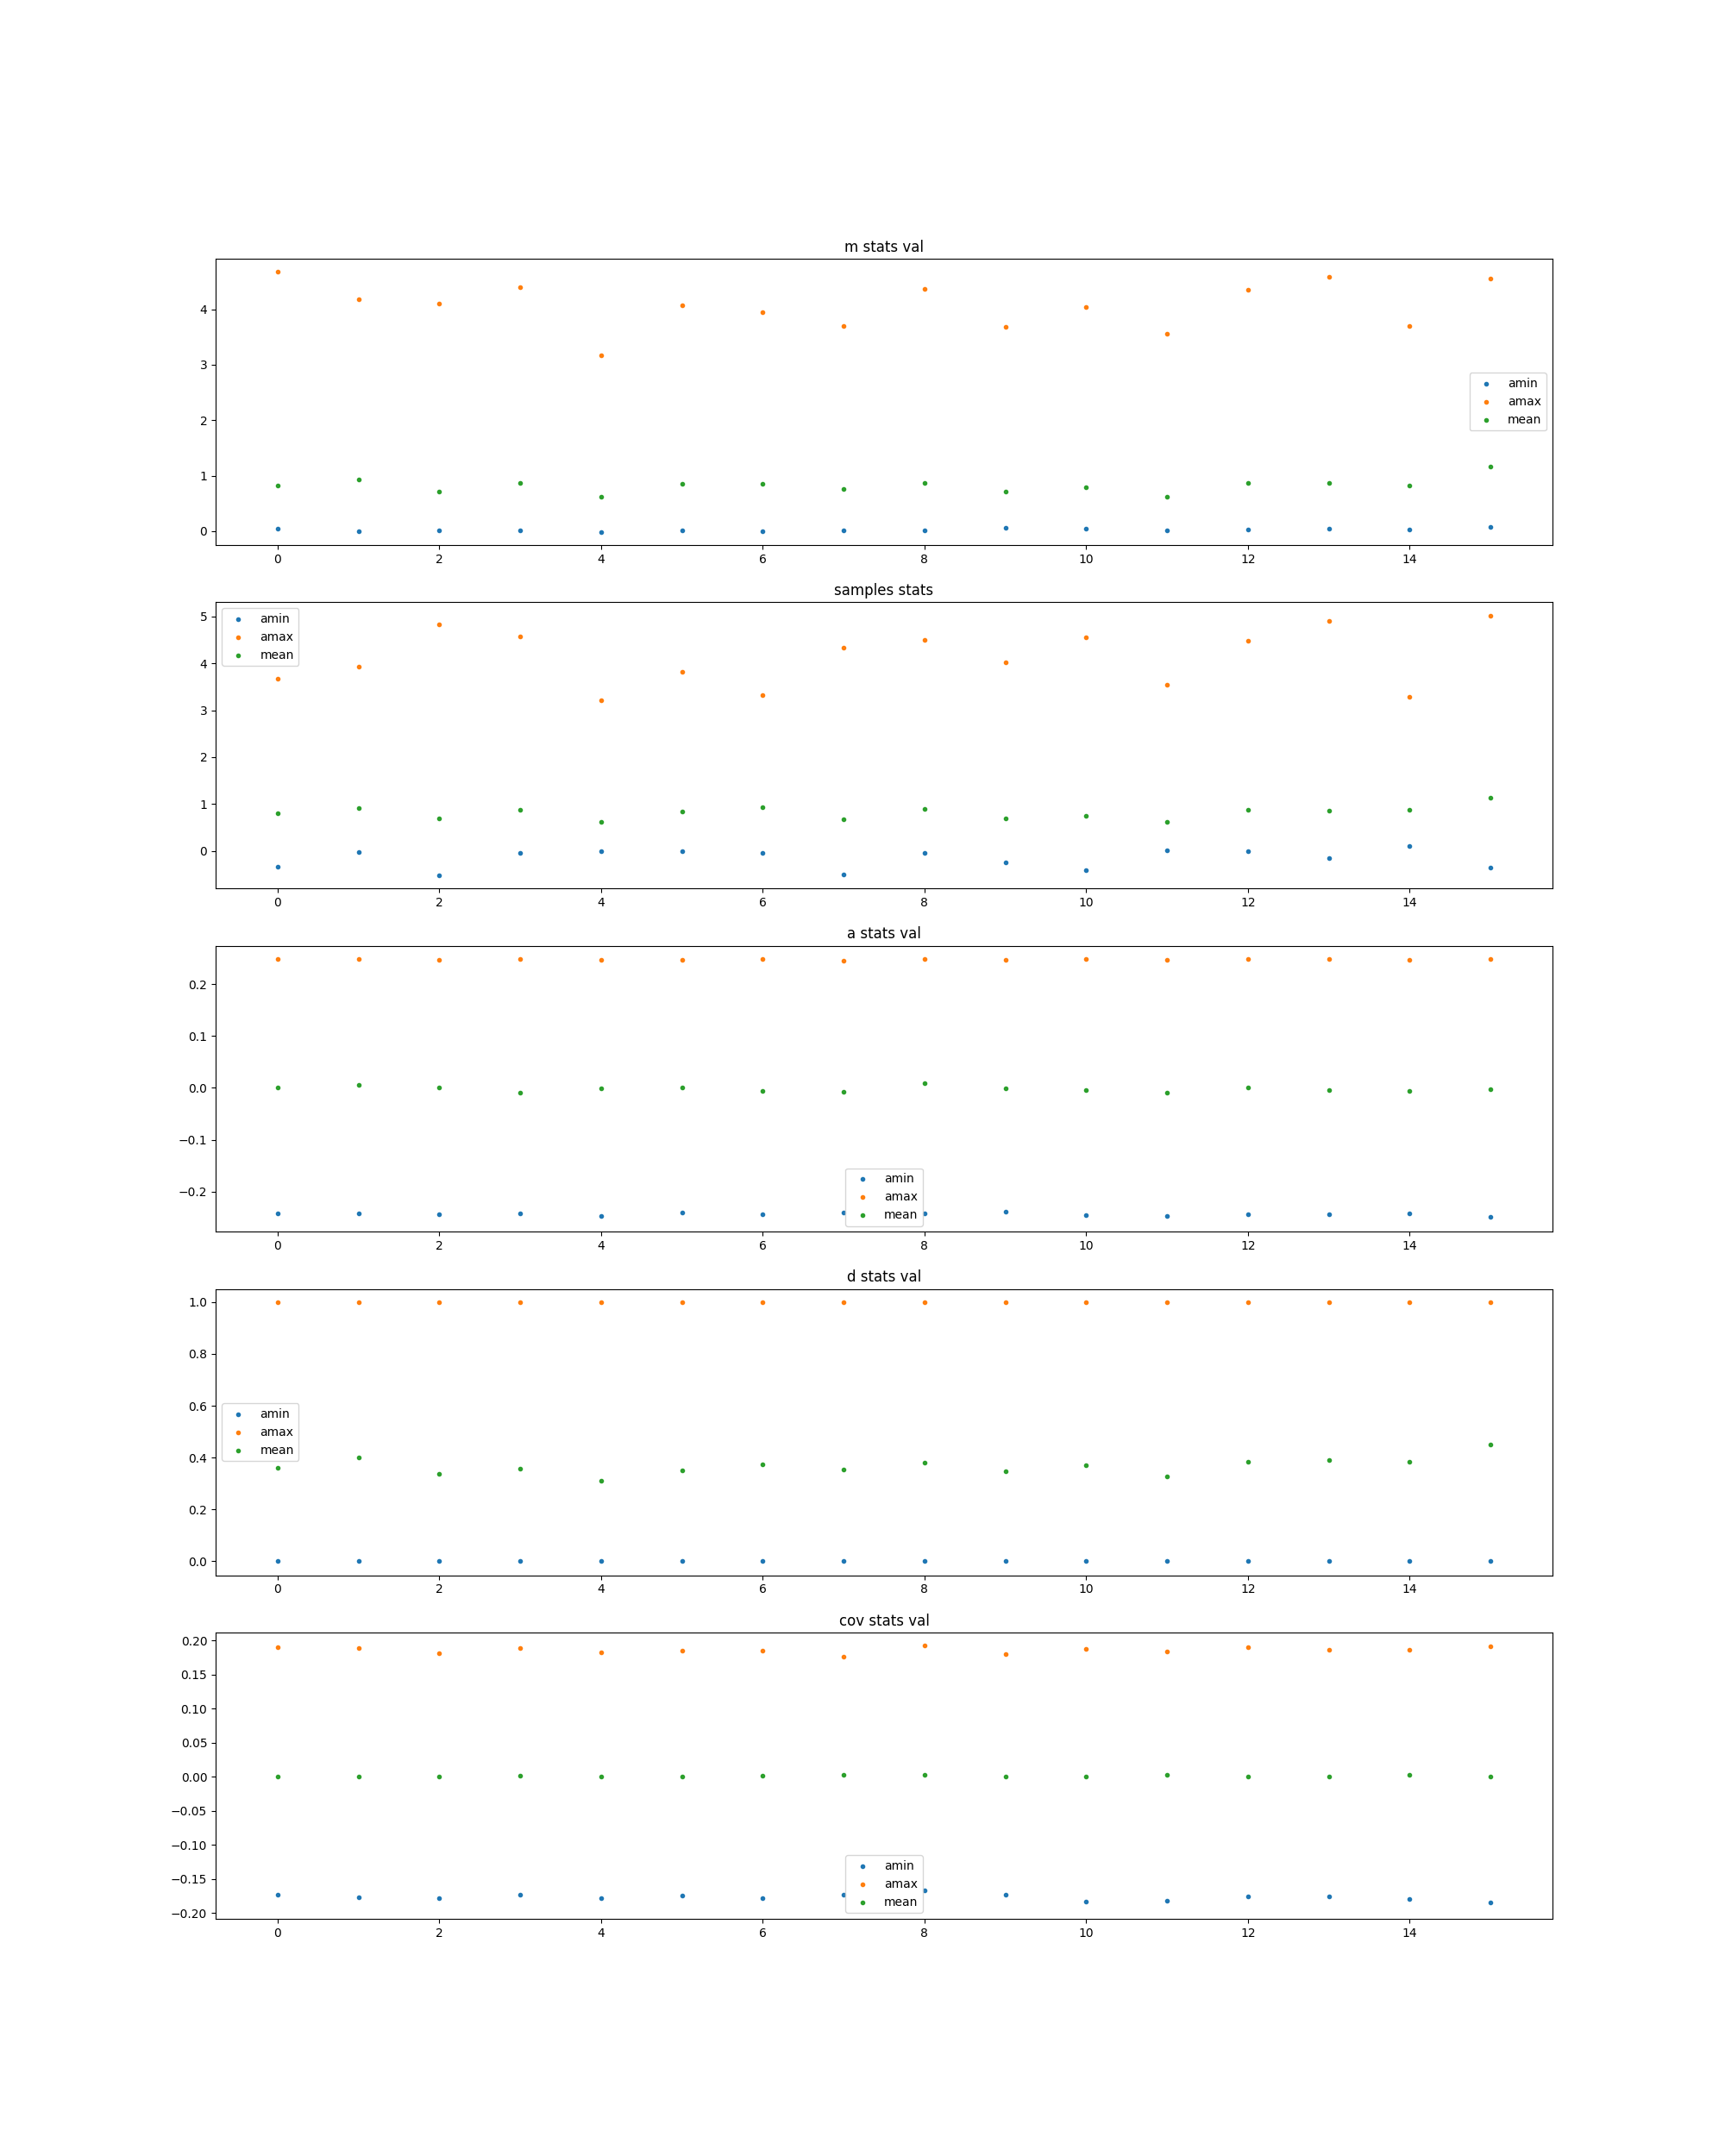 m stats val
4
3
2
1
0
amin
amax
mean
0 2 4 6 8 10 12 14
samples stats
5
4
3
2
1
0
amin
amax
mean
0 2 4 6 8 10 12 14
a stats val
0.2
0.1
0.0
−0.1
−0.2
amin
amax
mean
0 2 4 6 8 10 12 14
d stats val
1.0
0.8
0.6
0.4
0.2
0.0
amin
amax
mean
0 2 4 6 8 10 12 14
cov stats val
0.20
0.15
0.10
0.05
0.00
−0.05
−0.10
−0.15
−0.20
amin
amax
mean
0 2 4 6 8 10 12 14